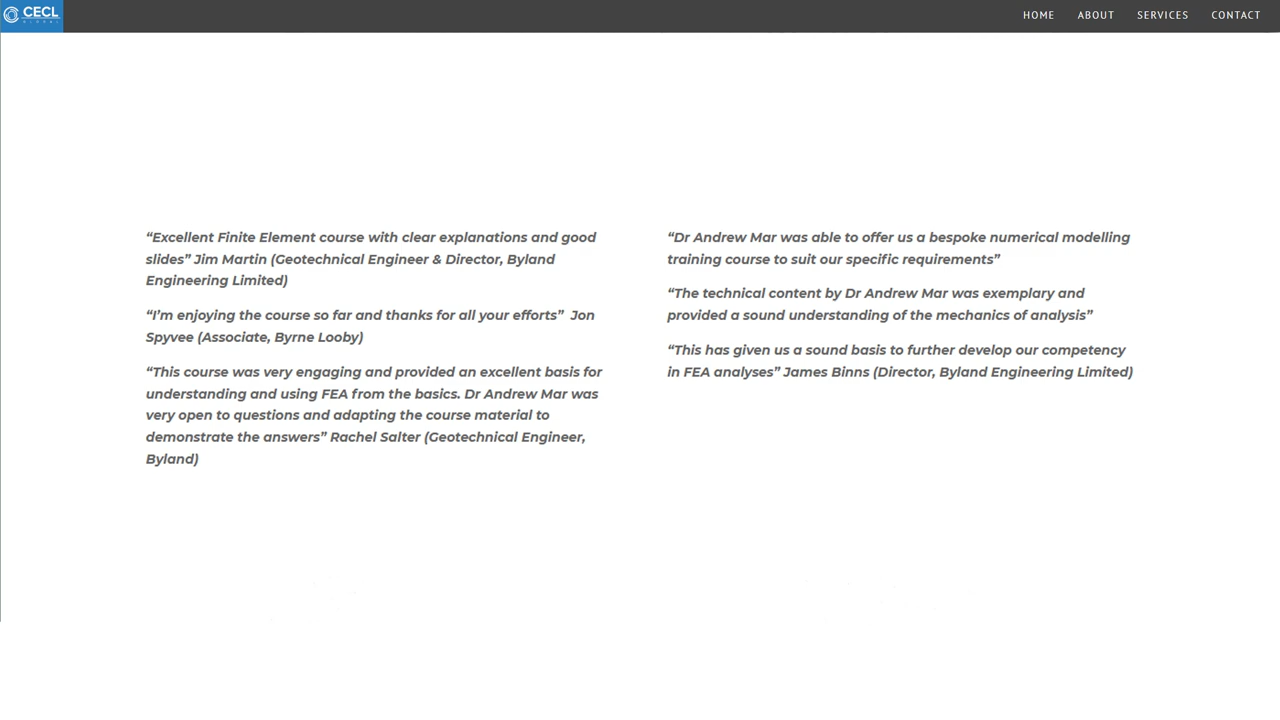 CECL
GLOBAL
HOME ABOUT SERVICES CONTACT
“Excellent Finite Element course with clear explanations and good
slides” Jim Martin (Geotechnical Engineer & Director, Byland
Engineering Limited)
“I’m enjoying the course so far and thanks for all your efforts”  Jon
Spyvee (Associate, Byrne Looby)
“This course was very engaging and provided an excellent basis for
understanding and using FEA from the basics. Dr Andrew Mar was
very open to questions and adapting the course material to
demonstrate the answers” Rachel Salter (Geotechnical Engineer,
Byland)
“Dr Andrew Mar was able to offer us a bespoke numerical modelling
training course to suit our specific requirements”
“The technical content by Dr Andrew Mar was exemplary and
provided a sound understanding of the mechanics of analysis”
“This has given us a sound basis to further develop our competency
in FEA analyses” James Binns (Director, Byland Engineering Limited)